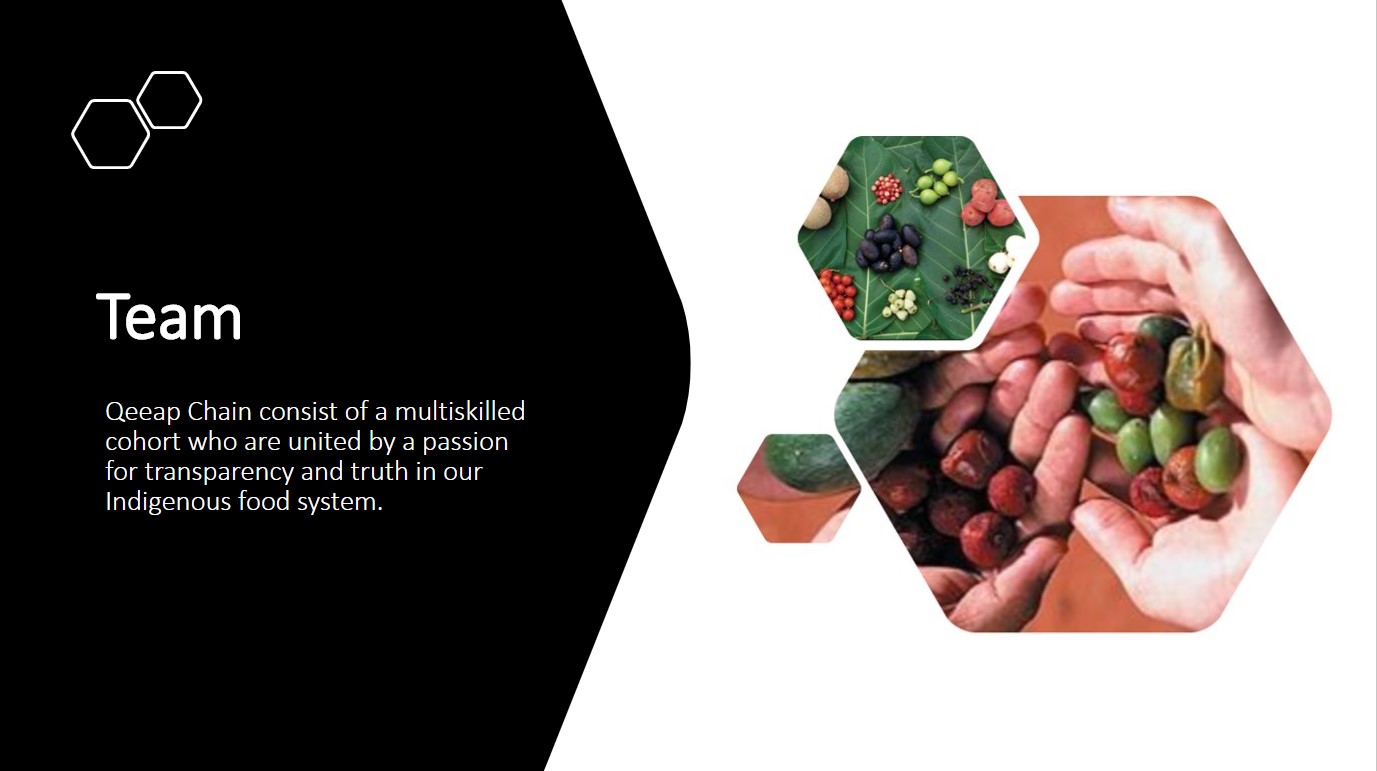 Team
Qeeap Chain consist of a multiskilled
cohort who are united by a passion
for transparency and truth in our
Indigenous food system.